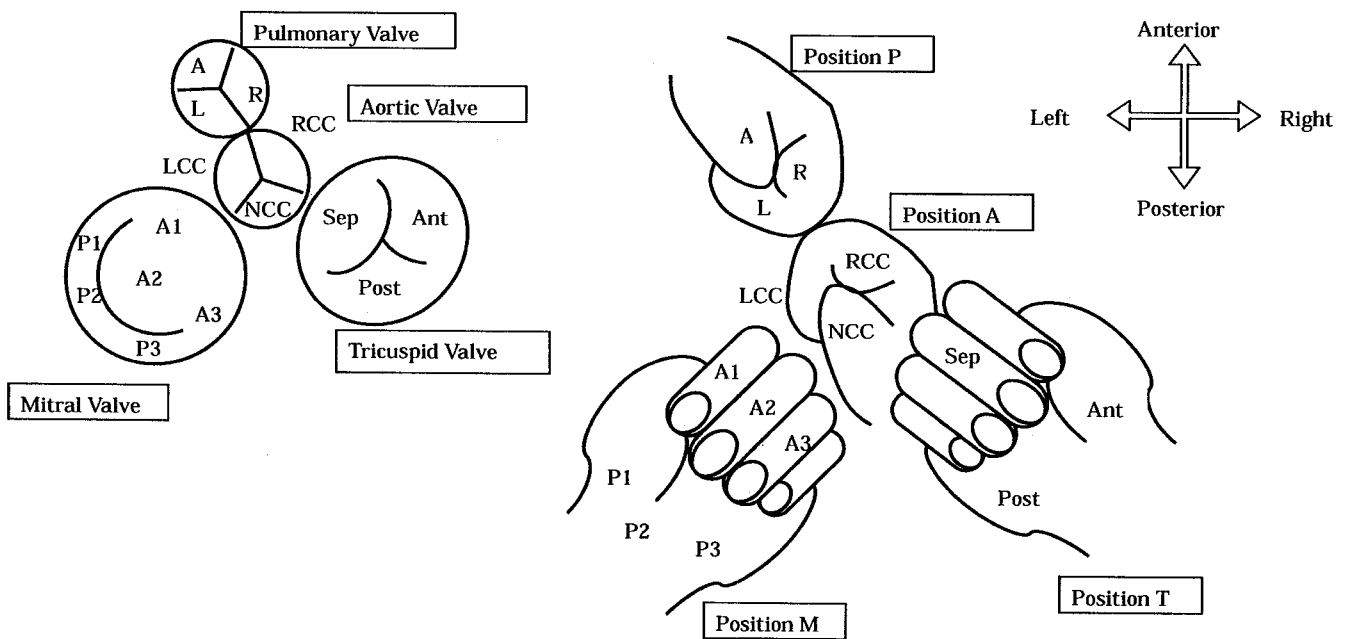 Pulmonary Valve
A
L
R
Aortic Valve
RCC
LCC
NCC
Sep
Ant
Post
P1
A1
P2
A2
A3
P3
Tricuspid Valve
Mitral Valve
Position P
A
R
L
Position A
RCC
LCC
NCC
Sep
Ant
Post
A1
A2
A3
P1
P2
P3
Position T
Position M
Anterior
Left
Right
Posterior